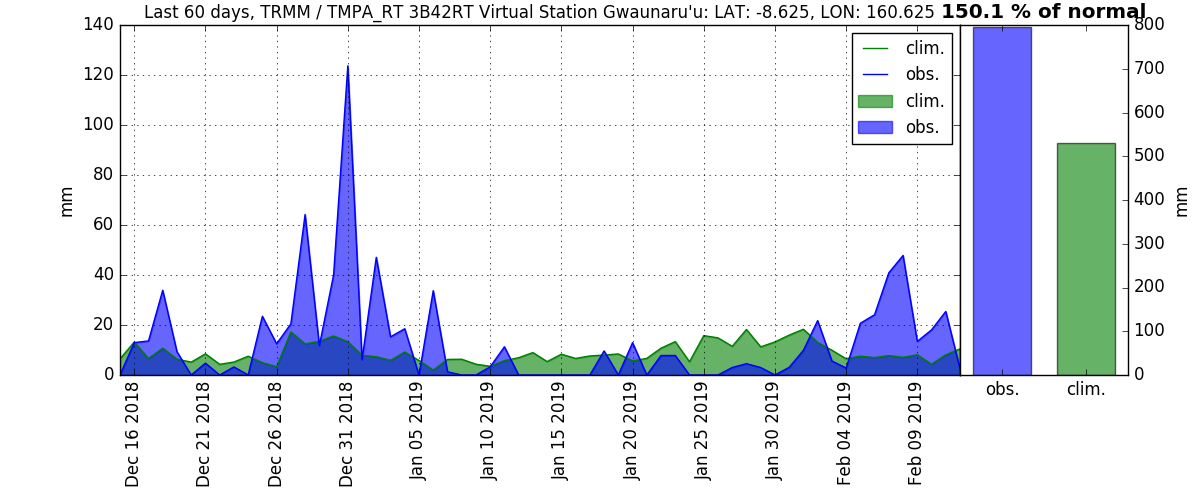 Last 60 days, TRMM / TMPA_RT 3B42RT Virtual Station Gwaunaru'u: LAT: -8.625, LON: 160.625 150.1 % of normal
140
120
100
80
60
40
20
0
mm
clim.
obs.
clim.
obs.
800
700
600
500
400
300
200
100
0
mm
Dec 16 2018
Dec 21 2018
Dec 26 2018
Dec 31 2018
Jan 05 2019
Jan 10 2019
Jan 15 2019
Jan 20 2019
Jan 25 2019
Jan 30 2019
Feb 04 2019
Feb 09 2019
obs.
clim.